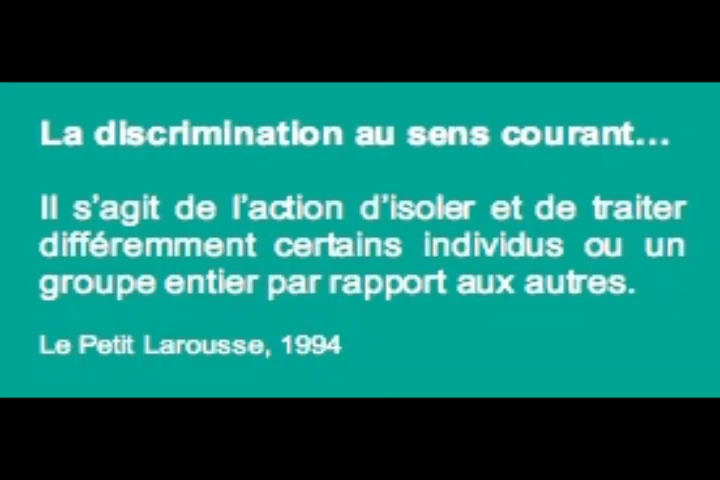 La discrimination au sens courant...
Il s'agit de l'action d'isoler et de traiter
différemment certains individus ou un
groupe entier par rapport aux autres.
Le Petit Larousse, 1994